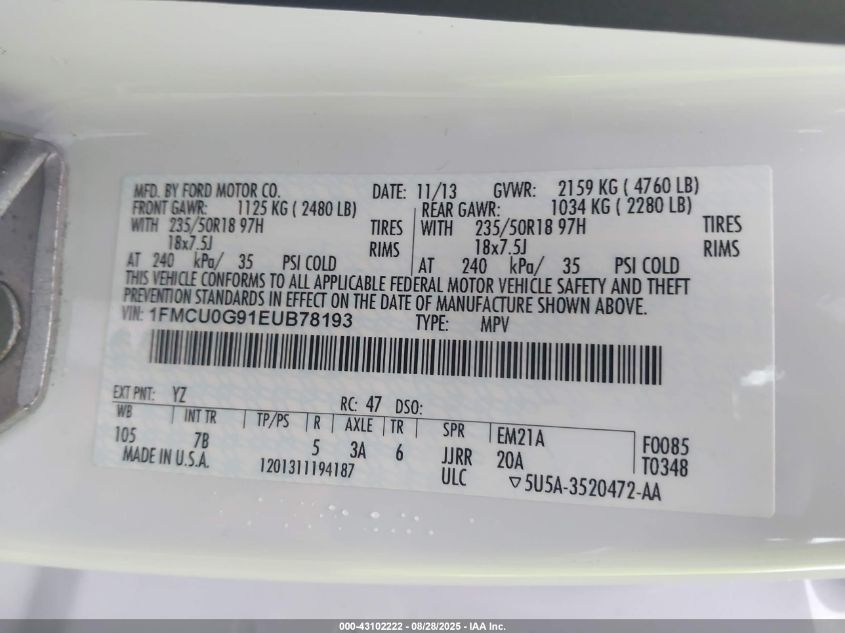 MFD. BY FORD MOTOR CO. DATE: 11/13 GVWR: 2159 KG ( 4760 LB)
FRONT GAWR: 1125 KG ( 2480 LB) REAR GAWR: 1034 KG ( 2280 LB)
WITH 235/50R18 97H TIRES WITH 235/50R18 97H TIRES
18x7.5J RIMS 18x7.5J RIMS
AT 240 kPa/ 35 PSI COLD AT 240 kPa/ 35 PSI COLD
THIS VEHICLE CONFORMS TO ALL APPLICABLE FEDERAL MOTOR VEHICLE SAFETY AND THEFT
PREVENTION STANDARDS IN EFFECT ON THE DATE OF MANUFACTURE SHOWN ABOVE.
VIN: 1FMCU0G91EUB78193 TYPE: MPV
EXT PNT: YZ RC: 47 DSO:
WB INT TR TP/PS R AXLE TR SPR EM21A F0085
105 7B 5 3A 6 JJRR 20A T0348
MADE IN U.S.A. 1201311194187 ULC ▽5U5A-3520472-AA
000-43102222 - 08/28/2025 - IAA Inc.